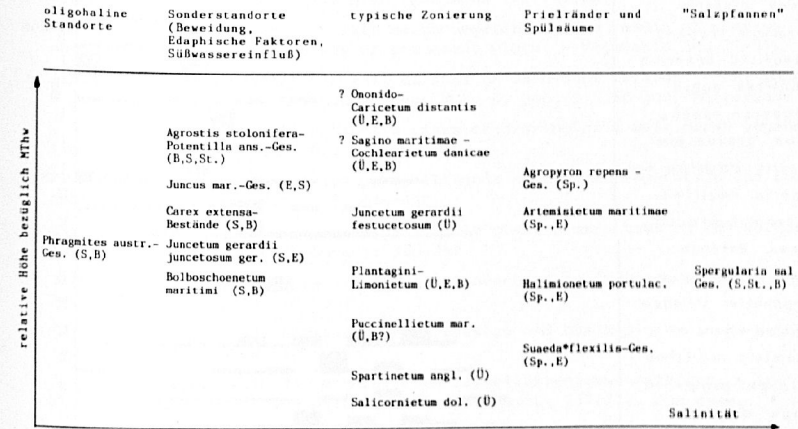 oligohaline
Standorte
Sonderstandorte
(Beweidung,
Edaphische Faktoren,
Süßwassereinfluß)
typische Zonierung
Prielränder und
Spülsäume
"Salzpfannen"
relative Höhe bezüglich MThw
Phragmites austr.-
Ges. (S,B)
Agrostis stolonifera-
Potentilla ans.-Ges.
(B,S,St.)
Juncus mar.-Ges. (E,S)
Carex extensa-
Bestände (S,B)
Juncetum gerardii
juncetosum ger. (S,E)
Bolboschoenetum
maritimi (S,B)
? Ononido-
Caricetum distantis
(Ü,E,B)
? Sagino maritimae -
Cochlearietum danicae
(Ü,E,B)
Juncetum gerardii
festucetosum (Ü)
Plantagini-
Limonietum (Ü,E,B)
Puccinellietum mar.
(Ü,B?)
Spartinetum angl. (Ü)
Salicornietum dol. (Ü)
Agropyron repens -
Ges. (Sp.)
Artemisietum maritimae
(Sp.,E)
Halimionetum portulac.
(Sp.,E)
Suaeda*flexilis-Ges.
(Sp.,E)
Spergularia sal
Ges. (S,St.,B)
Salinität